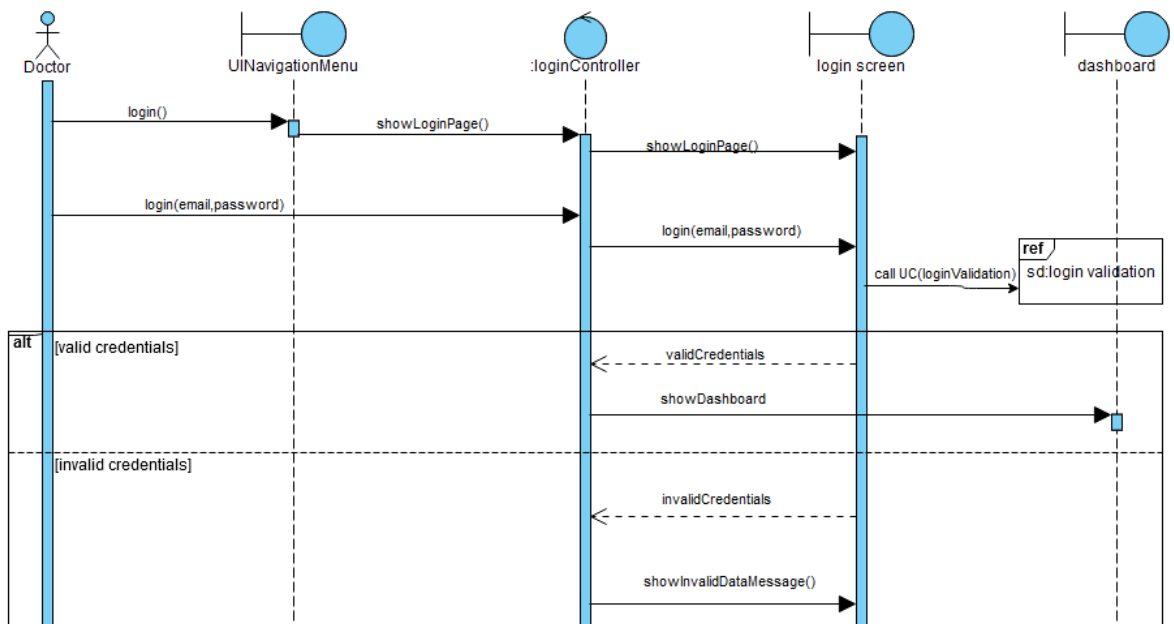 Doctor
UINavigationMenu
:loginController
login screen
dashboard
login()
showLoginPage()
showLoginPage()
login(email,password)
login(email,password)
ref
sd:login validation
call UC(loginValidation)
alt
[valid credentials]
validCredentials
showDashboard
[invalid credentials]
invalidCredentials
showInvalidDataMessage()